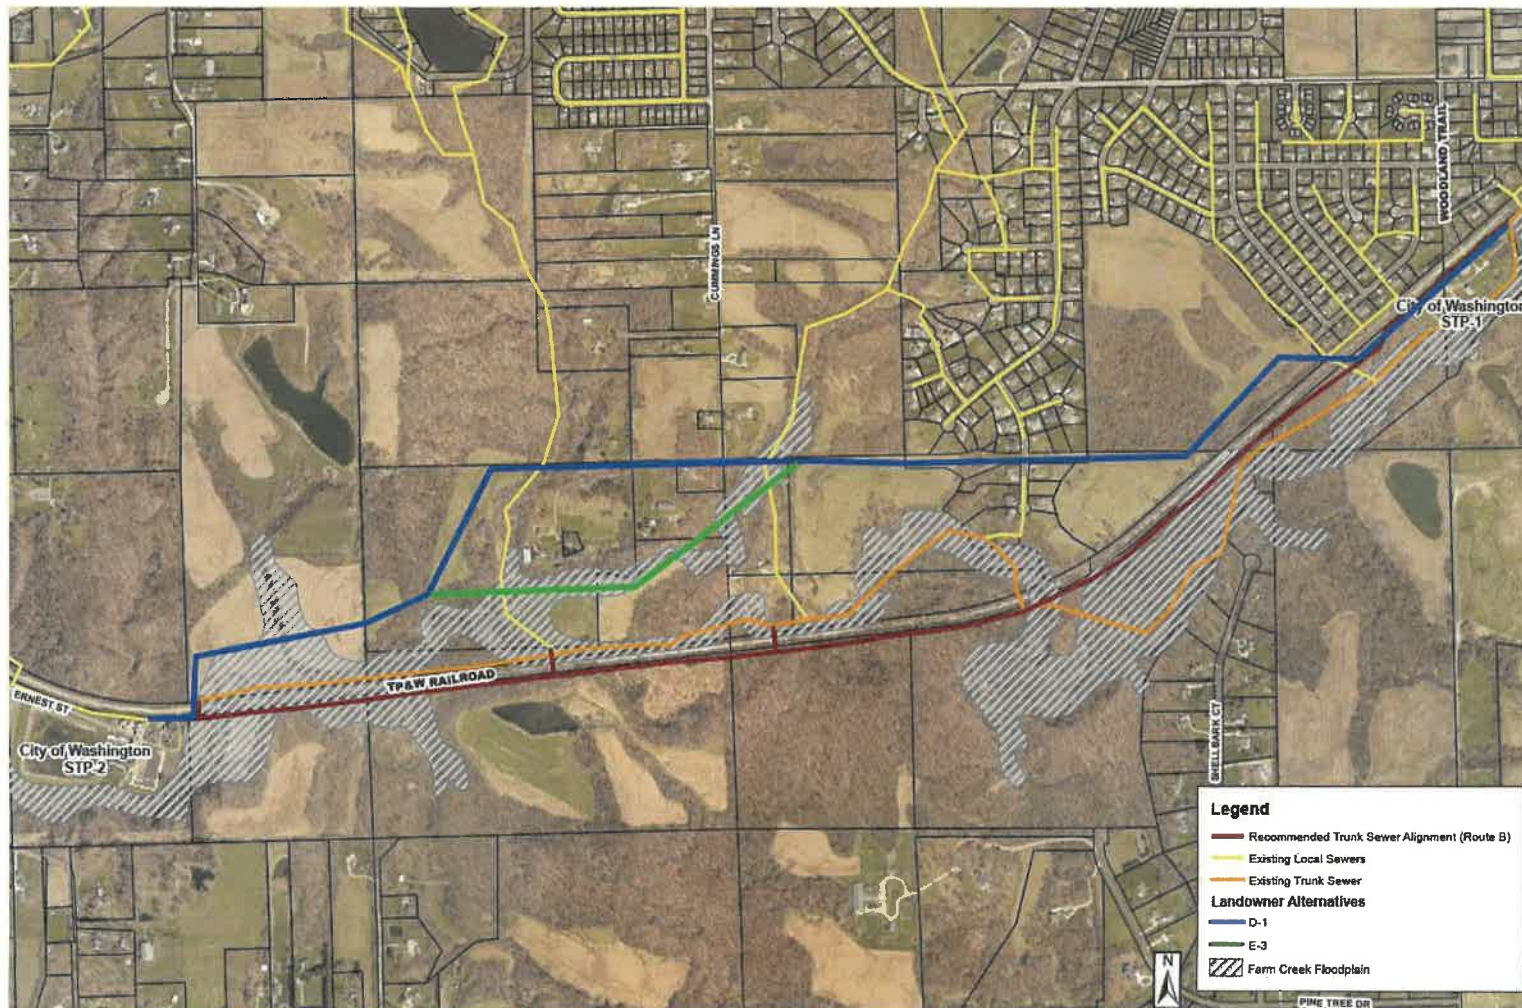 WOODLAND TRAIL
CUMMINGS LN
City of Washington
STP-1
TP&W RAILROAD
ERNEST ST
City of Washington
STP-2
SHELLBARK CT
Legend
Recommended Trunk Sewer Alignment (Route B)
Existing Local Sewers
Existing Trunk Sewer
Landowner Alternatives
D-1
E-3
Farm Creek Floodplain
N
PINE TREE DR